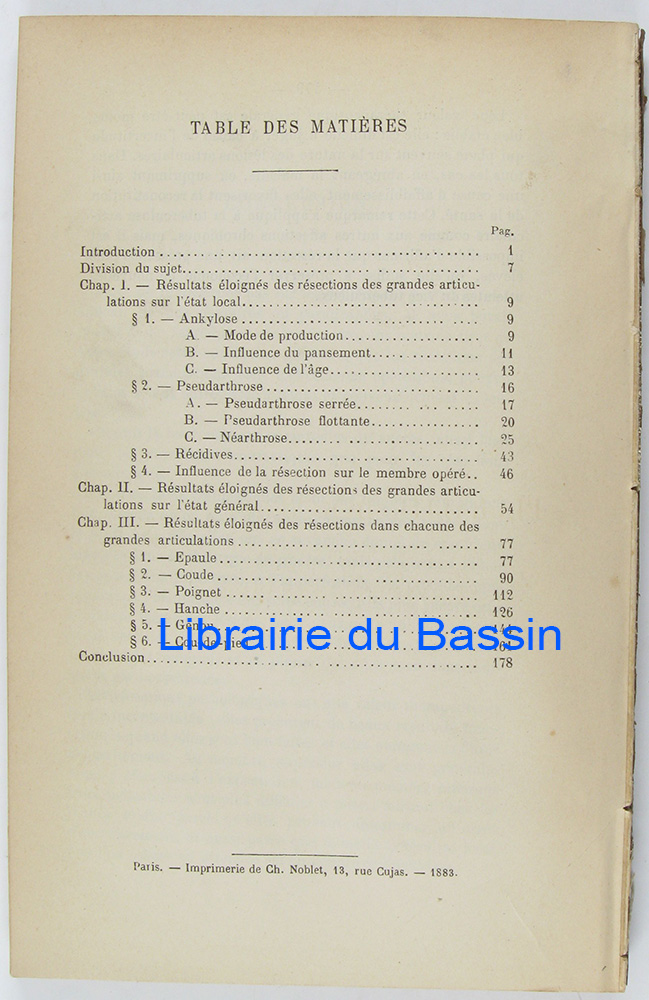 TABLE DES MATIÈRES
Pag.
Introduction ................................................ 1
Division du sujet............................ ............... 7
Chap. I. — Résultats éloignés des résections des grandes articu-
lations sur l'état local....................... ........ ... 9
§ 1. — Ankylose ............................... .... .... 9
A. — Mode de production.................... 9
B. — Influence du pansement................ 11
C. — Influence de l'âge....................... 13
§ 2. — Pseudarthrose ................................ 16
A. — Pseudarthrose serrée......... ... ..... 17
B. — Pseudarthrose flottante................ 20
C. — Néarthrose........ .................... 25
§ 3. — Récidives........ ............................ 43
§ 4. — Influence de la résection sur le membre opéré.. 46
Chap. II. — Résultats éloignés des résections des grandes articu-
lations sur l'état général................................. 54
Chap. III. — Résultats éloignés des résections dans chacune des
grandes articulations ............................. ...... 77
§ 1. — Epaule....................................... 77
§ 2. — Coude ....... ................................ 90
§ 3. — Poignet ...... ................................ 112
§ 4. — Hanche ...................................... 126
§ 5. — Genou
§ 6. — Cou-de-pied
Librairie du Bassin
Conclusion.......................... ....................... 178
Paris. — Imprimerie de Ch. Noblet, 13, rue Cujas. — 1883.